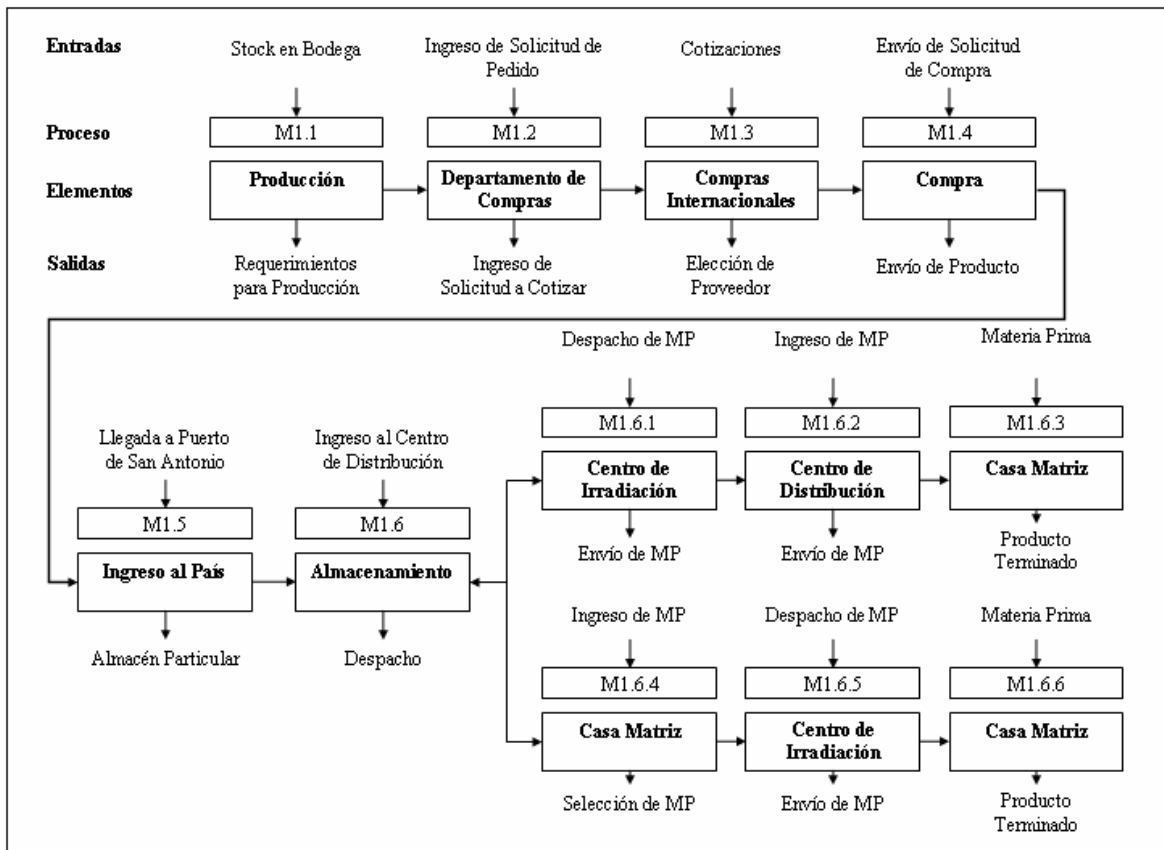 Entradas
Stock en Bodega
Ingreso de Solicitud de
Pedido
Cotizaciones
Envío de Solicitud
de Compra
Proceso
M1.1
M1.2
M1.3
M1.4
Elementos
Producción
Departamento de
Compras
Compras
Internacionales
Compra
Salidas
Requerimientos
para Producción
Ingreso de
Solicitud a Cotizar
Elección de
Proveedor
Envío de Producto
Despacho de MP
Ingreso de MP
Materia Prima
M1.6.1
M1.6.2
M1.6.3
Llegada a Puerto
de San Antonio
Ingreso al Centro
de Distribución
Centro de
Irradiación
Centro de
Distribución
Casa Matriz
M1.5
M1.6
Envío de MP
Envío de MP
Producto
Terminado
Ingreso al País
Almacenamiento
Ingreso de MP
Despacho de MP
Materia Prima
Almacén Particular
Despacho
M1.6.4
M1.6.5
M1.6.6
Casa Matriz
Centro de
Irradiación
Casa Matriz
Selección de MP
Envío de MP
Producto
Terminado